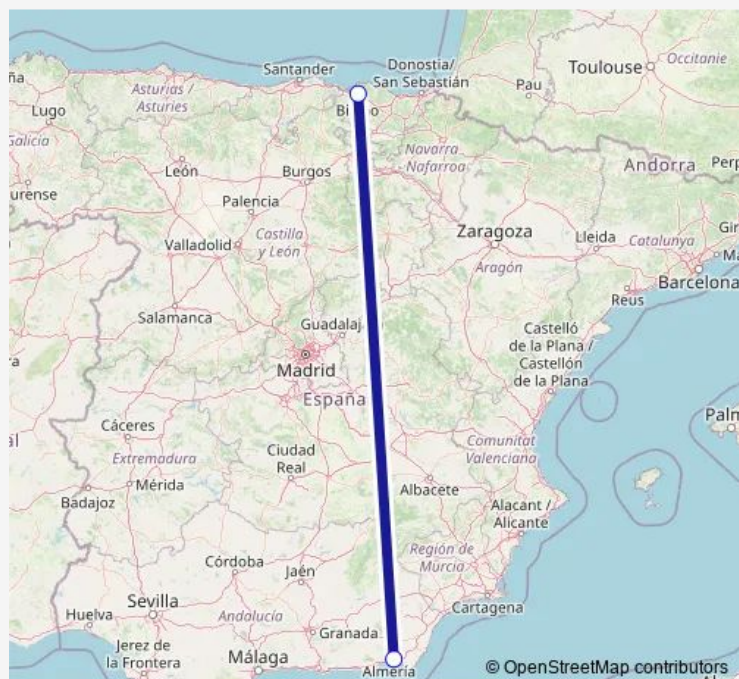 Donostia/
San Sebastián
Santander
Toulouse
Occitanie
Asturias /
Asturies
Pau
Lugo
Galicia
León
Burgos
Navarra
Nafarroa
Andorra
Palencia
Castilla
y León
Valladolid
Zaragoza
Aragón
Lleida
Catalunya
Barcelona
Reus
Salamanca
Madrid
España
Castelló
de la Plana /
Castellón
de la Plana
Cáceres
Extremadura
Mérida
Badajoz
Ciudad
Real
Comunitat
Valenciana
Albacete
Alacant /
Alicante
Región de
Murcia
Córdoba
Jaén
Sevilla
Huelva
Andalucía
Granada
Cartagena
Jerez de
la Frontera
Málaga
Almería
© OpenStreetMap contributors